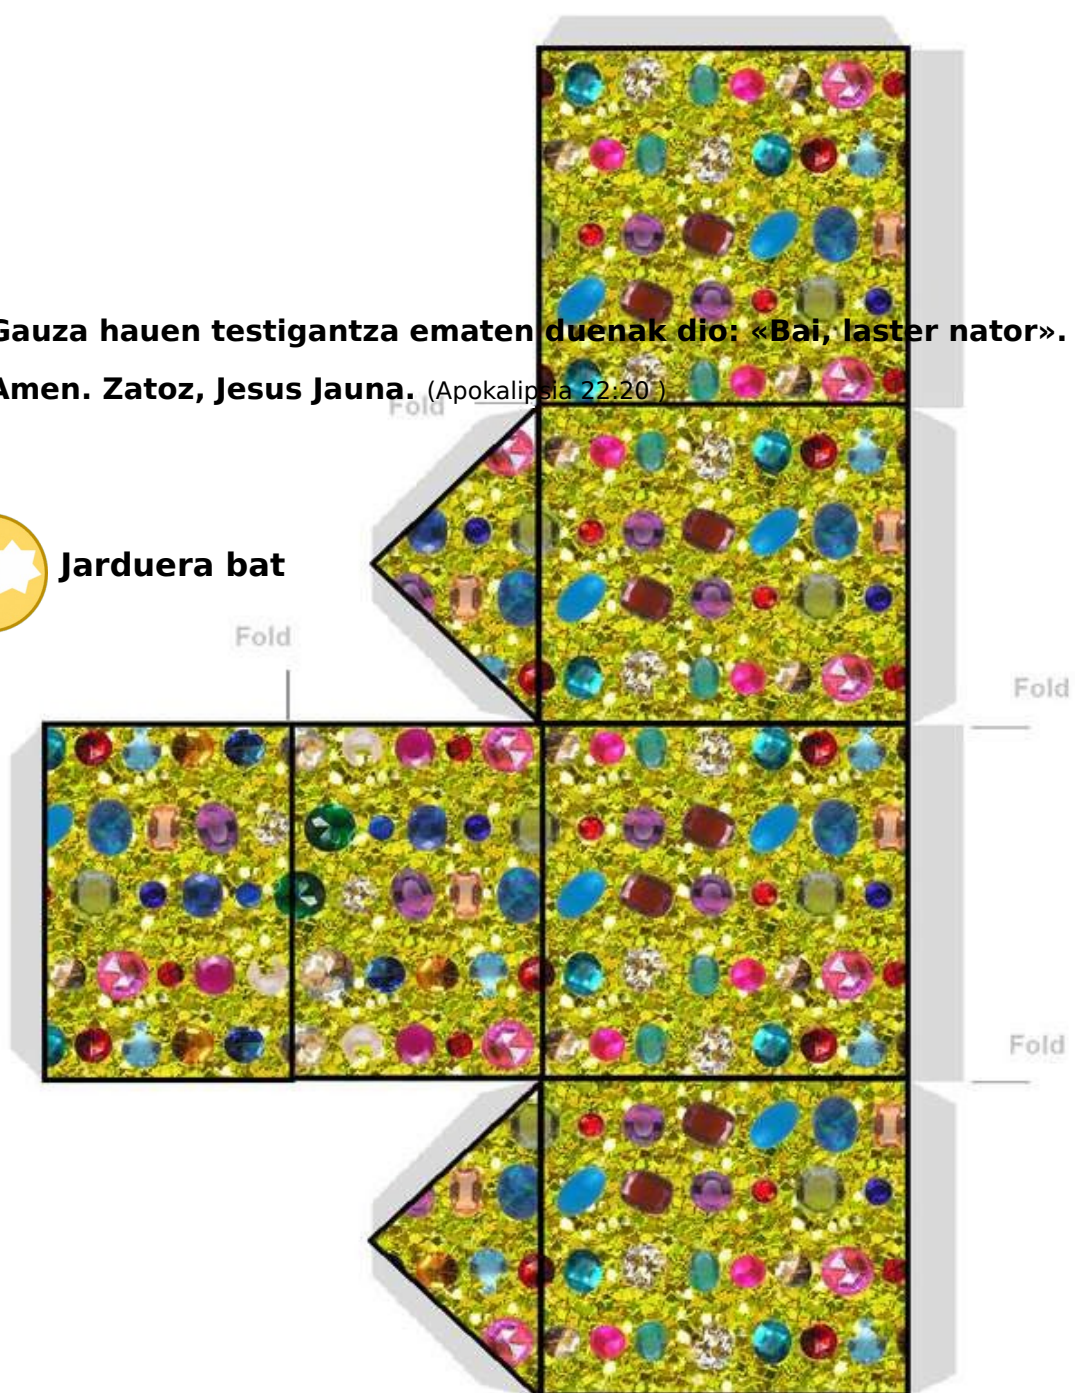 Gauza hauen testigantza ematen duenak dio: «Bai, laster nator».
Amen. Zatoz, Jesus Jauna. (Apokalipsia 22:20 )
Fold
Jarduera bat
Fold
Fold
Fold